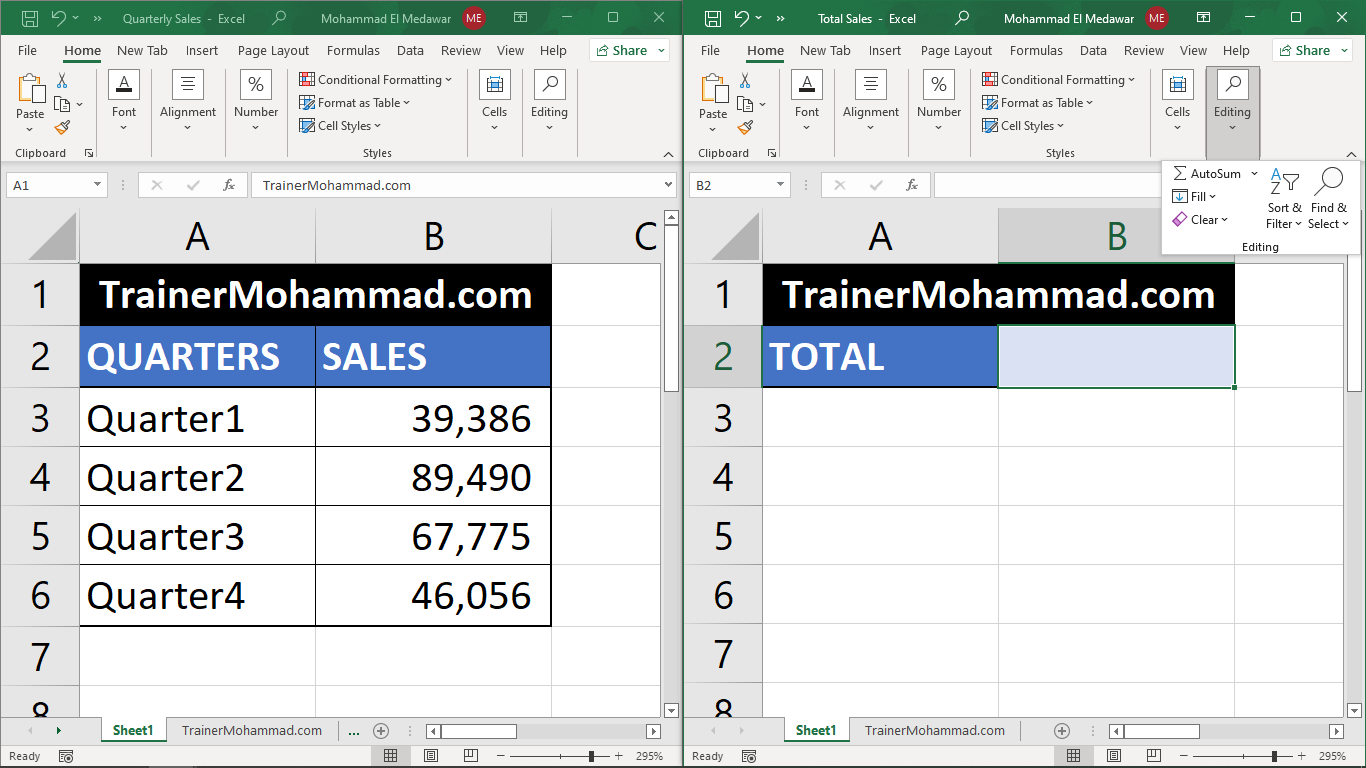 Quarterly Sales - Excel
Mohammad El Medawar
ME
File Home New Tab Insert Page Layout Formulas Data Review View Help Share
Paste
Clipboard
Font
Alignment
%
Number
Conditional Formatting
Format as Table
Cell Styles
Styles
Cells
Editing
A1
fx
TrainerMohammad.com
A B C
1 TrainerMohammad.com
2 QUARTERS SALES
3 Quarter1 39,386
4 Quarter2 89,490
5 Quarter3 67,775
6 Quarter4 46,056
7
8
Sheet1 TrainerMohammad.com ...
Ready
295%
Total Sales - Excel
Mohammad El Medawar
ME
File Home New Tab Insert Page Layout Formulas Data Review View Help Share
Paste
Clipboard
Font
Alignment
%
Number
Conditional Formatting
Format as Table
Cell Styles
Styles
Cells
Editing
AutoSum
Fill
Clear
AZ
Sort & Filter
Find & Select
Editing
B2
fx
A B
1 TrainerMohammad.com
2 TOTAL
3
4
5
6
7
8
Sheet1 TrainerMohammad.com
Ready
295%